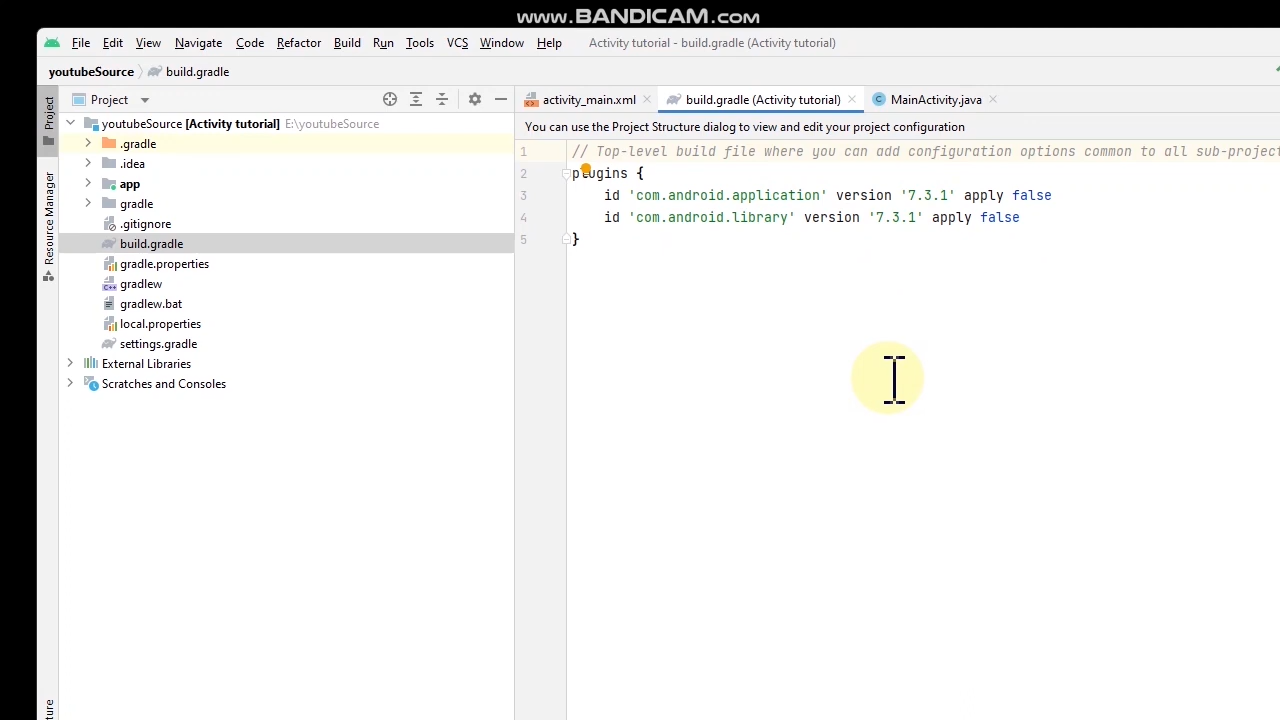 www.BANDICAM.com
File Edit View Navigate Code Refactor Build Run Tools VCS Window Help Activity tutorial - build.gradle (Activity tutorial)
youtubeSource build.gradle
Project
activity_main.xml build.gradle (Activity tutorial) MainActivity.java
Project
Resource Manager
youtubeSource [Activity tutorial] E:\youtubeSource
.gradle
.idea
app
gradle
.gitignore
build.gradle
gradle.properties
gradlew
gradlew.bat
local.properties
settings.gradle
External Libraries
Scratches and Consoles
You can use the Project Structure dialog to view and edit your project configuration
1 // Top-level build file where you can add configuration options common to all sub-project
2 plugins {
3 id 'com.android.application' version '7.3.1' apply false
4 id 'com.android.library' version '7.3.1' apply false
5 }